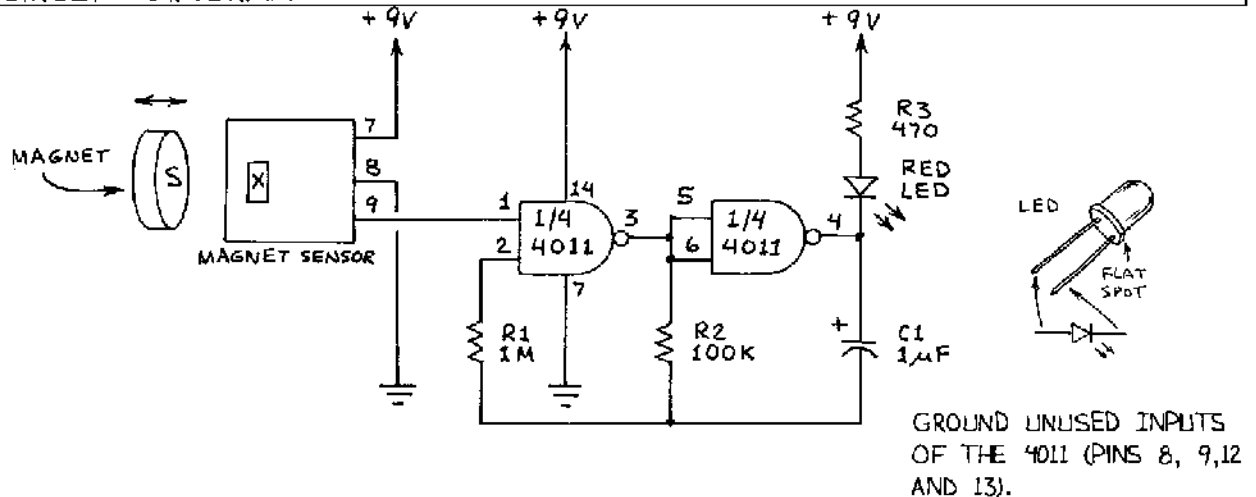 +9V
+9V
+9V
MAGNET
S
X
7
8
9
MAGNET SENSOR
1
2
14
1/4
4011
7
3
5
6
1/4
4011
4
R3
470
RED
LED
R1
1M
R2
100K
+
C1
1µF
LED
FLAT
SPOT
GROUND UNUSED INPUTS
OF THE 4011 (PINS 8, 9, 12
AND 13).